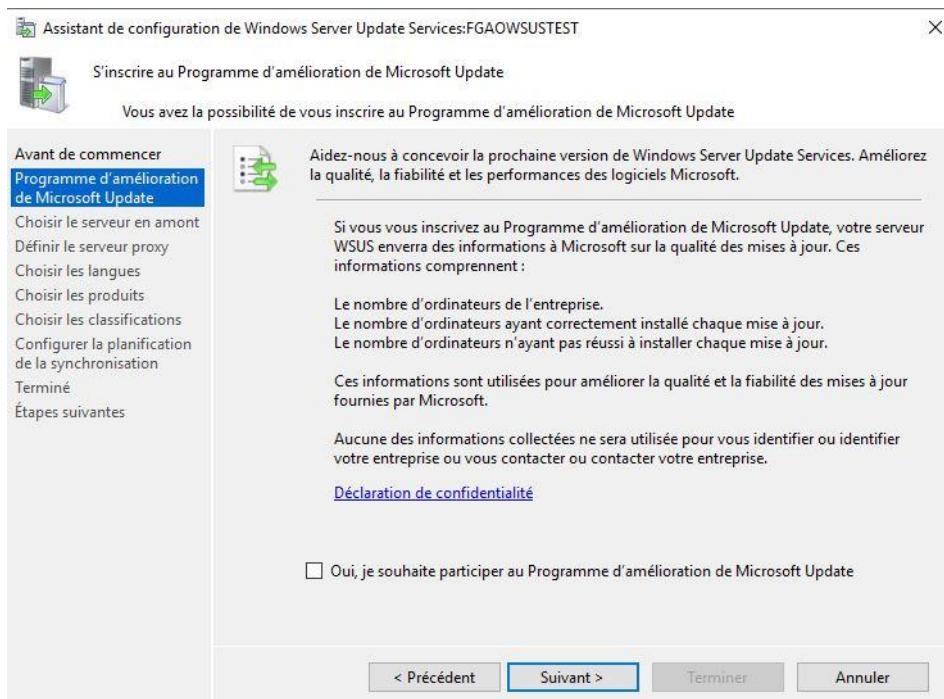 Assistant de configuration de Windows Server Update Services:FGAOWSUSTEST
S'inscrire au Programme d'amélioration de Microsoft Update
Vous avez la possibilité de vous inscrire au Programme d'amélioration de Microsoft Update
Avant de commencer
Programme d'amélioration
de Microsoft Update
Choisir le serveur en amont
Définir le serveur proxy
Choisir les langues
Choisir les produits
Choisir les classifications
Configurer la planification
de la synchronisation
Terminé
Étapes suivantes
Aidez-nous à concevoir la prochaine version de Windows Server Update Services. Améliorez
la qualité, la fiabilité et les performances des logiciels Microsoft.
Si vous vous inscrivez au Programme d'amélioration de Microsoft Update, votre serveur
WSUS enverra des informations à Microsoft sur la qualité des mises à jour. Ces
informations comprennent :
Le nombre d'ordinateurs de l'entreprise.
Le nombre d'ordinateurs ayant correctement installé chaque mise à jour.
Le nombre d'ordinateurs n'ayant pas réussi à installer chaque mise à jour.
Ces informations sont utilisées pour améliorer la qualité et la fiabilité des mises à jour
fournies par Microsoft.
Aucune des informations collectées ne sera utilisée pour vous identifier ou identifier
votre entreprise ou vous contacter ou contacter votre entreprise.
Déclaration de confidentialité
Oui, je souhaite participer au Programme d'amélioration de Microsoft Update
< Précédent
Suivant >
Terminer
Annuler